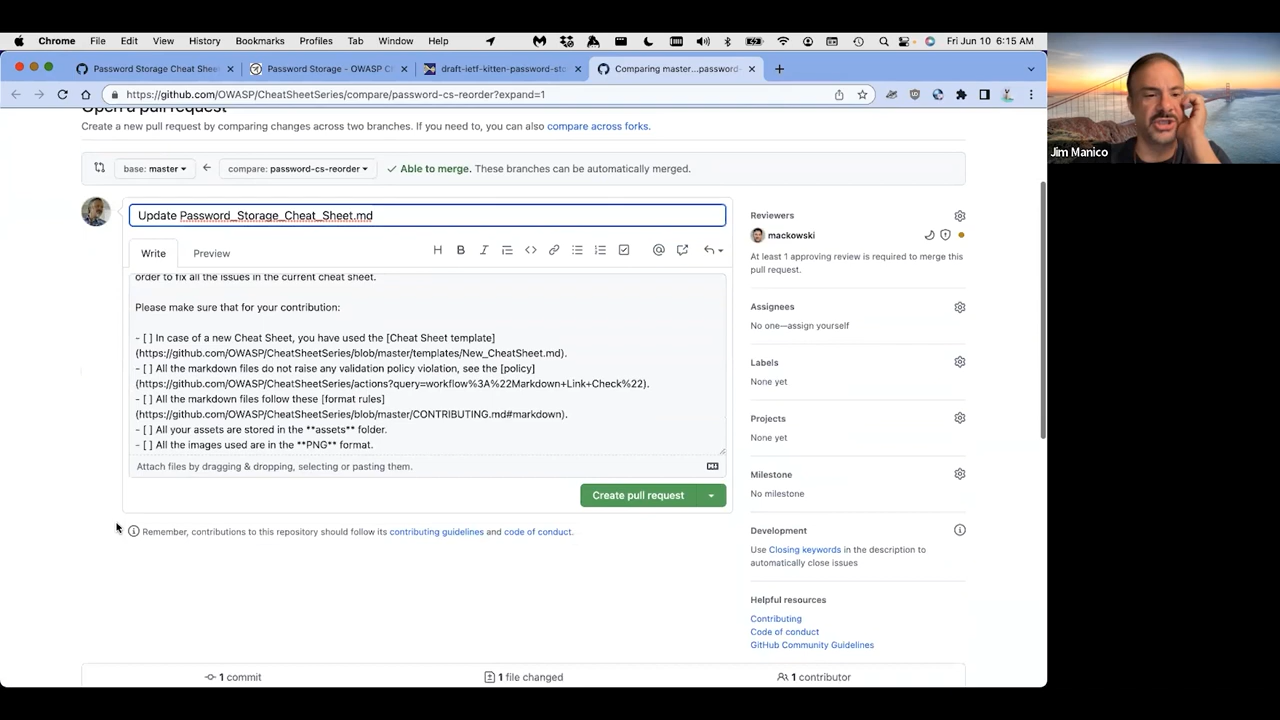 Chrome File Edit View History Bookmarks Profiles Tab Window Help Fri Jun 10 6:15 AM
Password Storage Cheat Shee Password Storage - OWASP C draft-ietf-kitten-password-sto Comparing master...password-
https://github.com/OWASP/CheatSheetSeries/compare/password-cs-reorder?expand=1
Open a pull request
Create a new pull request by comparing changes across two branches. If you need to, you can also compare across forks.
base: master compare: password-cs-reorder Able to merge. These branches can be automatically merged.
Update Password_Storage_Cheat_Sheet.md
Write Preview
order to fix all the issues in the current cheat sheet.
Please make sure that for your contribution:
- [ ] In case of a new Cheat Sheet, you have used the [Cheat Sheet template]
(https://github.com/OWASP/CheatSheetSeries/blob/master/templates/New_CheatSheet.md).
- [ ] All the markdown files do not raise any validation policy violation, see the [policy]
(https://github.com/OWASP/CheatSheetSeries/actions?query=workflow%3A%22Markdown+Link+Check%22).
- [ ] All the markdown files follow these [format rules]
(https://github.com/OWASP/CheatSheetSeries/blob/master/CONTRIBUTING.md#markdown).
- [ ] All your assets are stored in the **assets** folder.
- [ ] All the images used are in the **PNG** format.
Attach files by dragging & dropping, selecting or pasting them.
Create pull request
Remember, contributions to this repository should follow its contributing guidelines and code of conduct.
Reviewers
mackowski
At least 1 approving review is required to merge this
pull request.
Assignees
No one—assign yourself
Labels
None yet
Projects
None yet
Milestone
No milestone
Development
Use Closing keywords in the description to
automatically close issues
Helpful resources
Contributing
Code of conduct
GitHub Community Guidelines
1 commit 1 file changed 1 contributor
Jim Manico